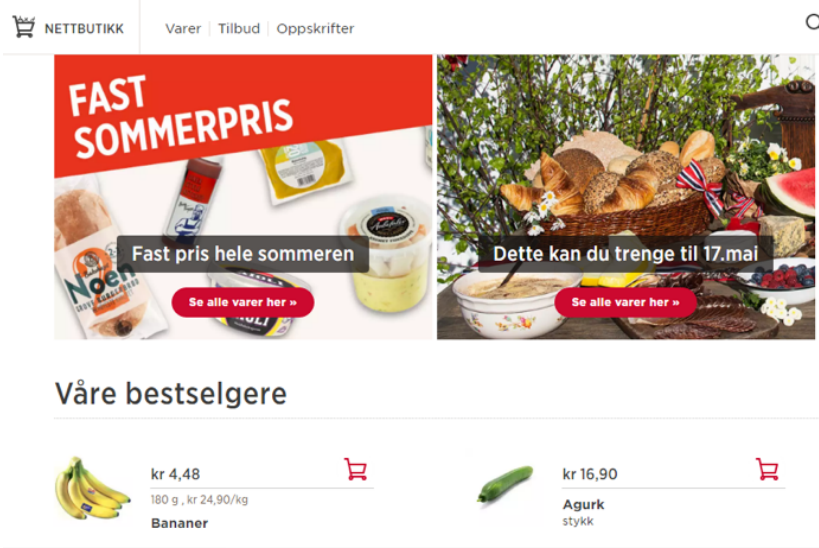 NETTBUTIKK
Varer
Tilbud
Oppskrifter
FAST
SOMMERPRIS
Noen
Fast pris hele sommeren
Se alle varer her »
Dette kan du trenge til 17.mai
Se alle varer her »
Våre bestselgere
kr 4,48
180 g , kr 24,90/kg
Bananer
kr 16,90
Agurk
stykk